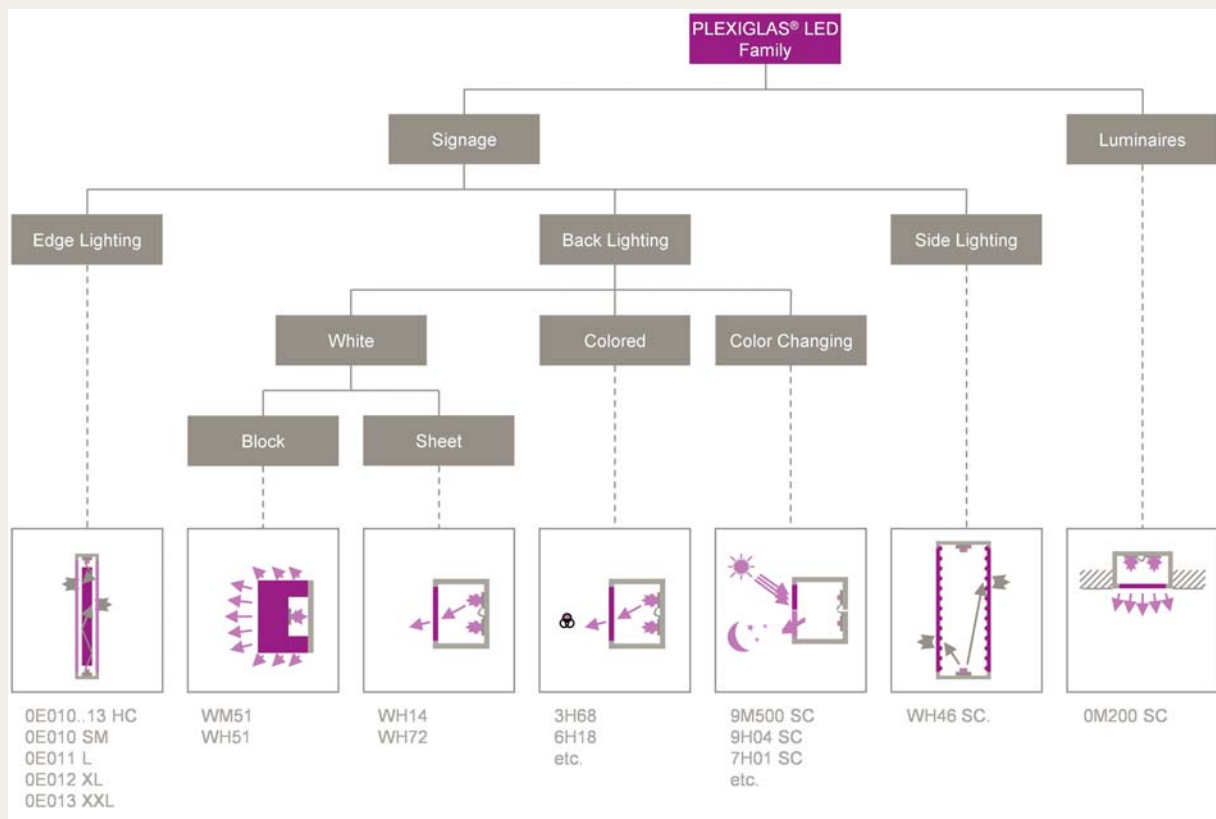 PLEXIGLAS® LED
Family
Signage
Luminaires
Edge Lighting
Back Lighting
Side Lighting
White
Colored
Color Changing
Block
Sheet
0E010..13 HC
0E010 SM
0E011 L
0E012 XL
0E013 XXL
WM51
WH51
WH14
WH72
3H68
6H18
etc.
9M500 SC
9H04 SC
7H01 SC
etc.
WH46 SC.
0M200 SC